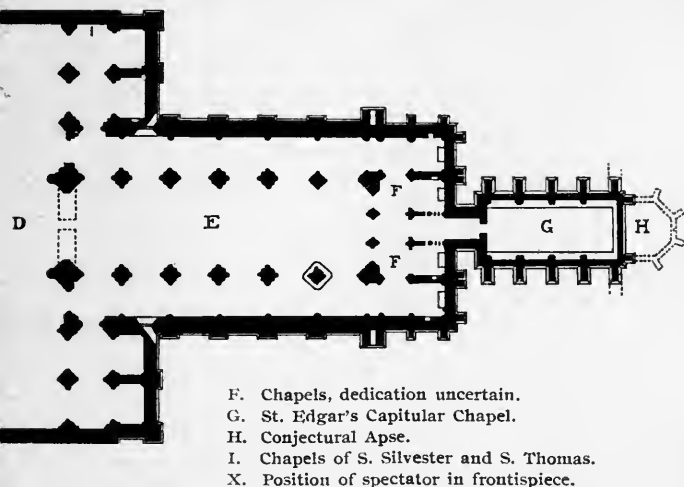 I
F
D
E
G
H
F
F. Chapels, dedication uncertain.
G. St. Edgar's Capitular Chapel.
H. Conjectural Apse.
I. Chapels of S. Silvester and S. Thomas.
X. Position of spectator in frontispiece.